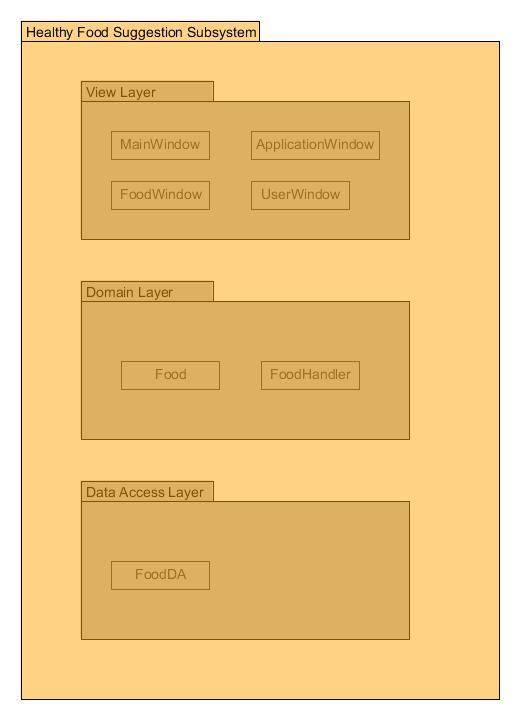 Healthy Food Suggestion Subsystem
View Layer
MainWindow
ApplicationWindow
FoodWindow
UserWindow
Domain Layer
Food
FoodHandler
Data Access Layer
FoodDA